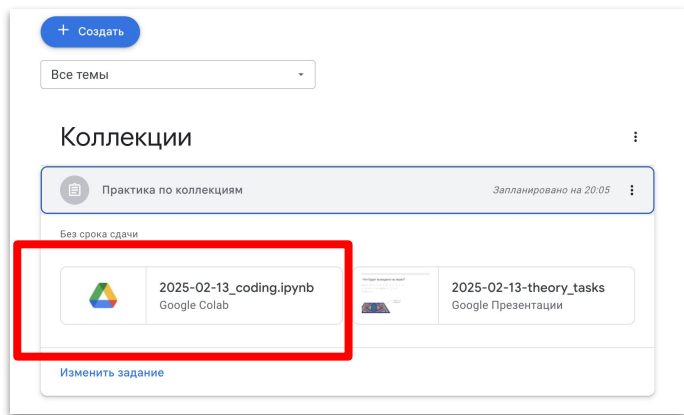 + Создать
Все темы
Коллекции
Практика по коллекциям
Запланировано на 20:05
Без срока сдачи
2025-02-13_coding.ipynb
Google Colab
2025-02-13-theory_tasks
Google Презентации
Изменить задание